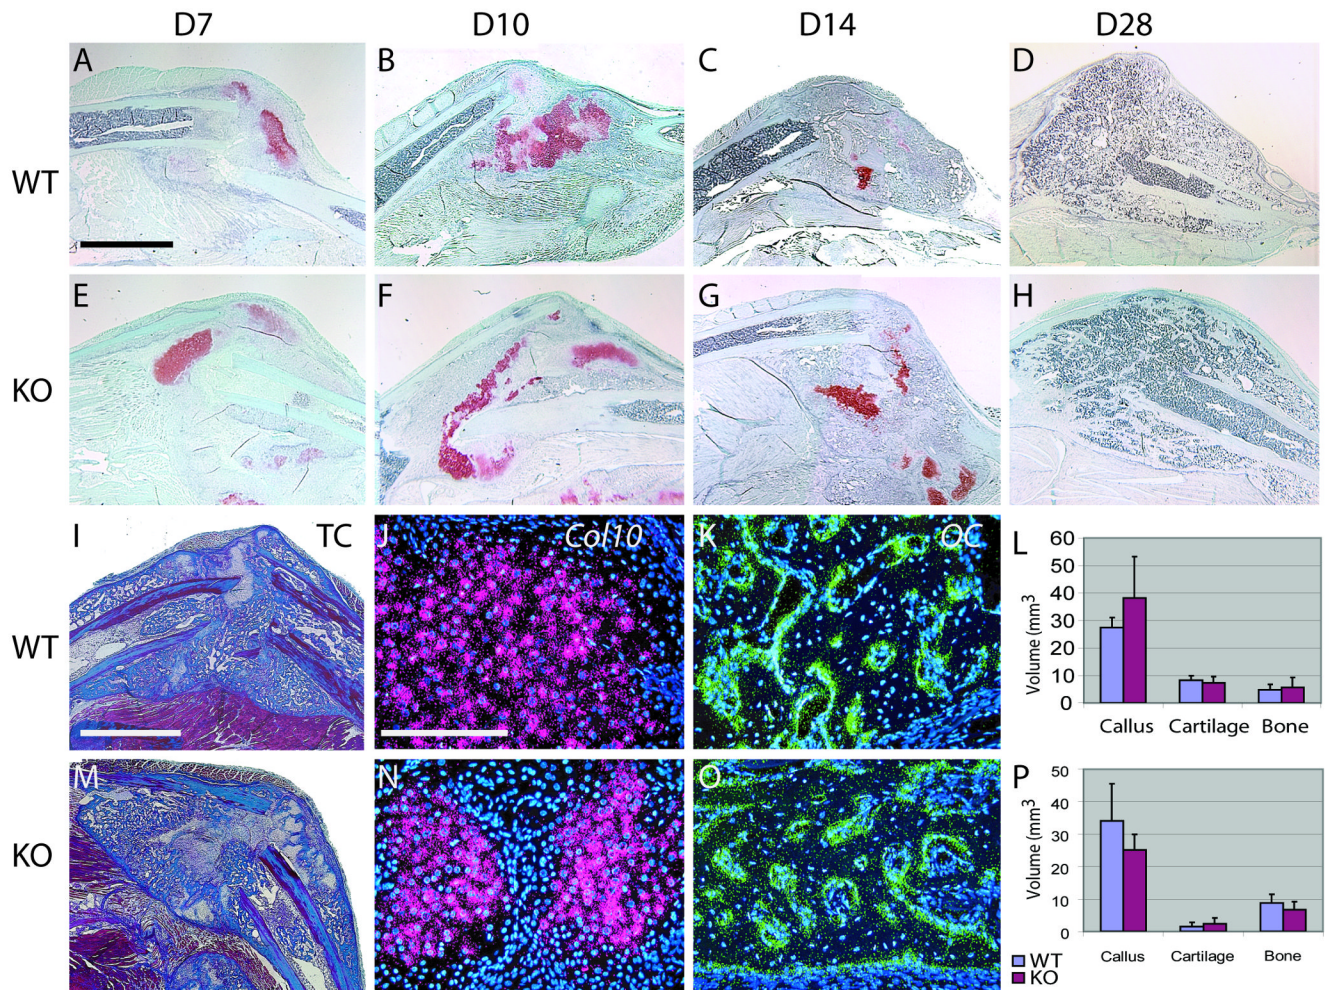 D7 D10 D14 D28
A B C D
WT
E F G H
KO
I TC J Col10 K OC L
WT
60
50
40
30
20
10
0
Volume (mm³
Callus Cartilage Bone
M N O P
KO
50
40
30
20
10
0
Volume (mm³
Callus Cartilage Bone
WT
KO